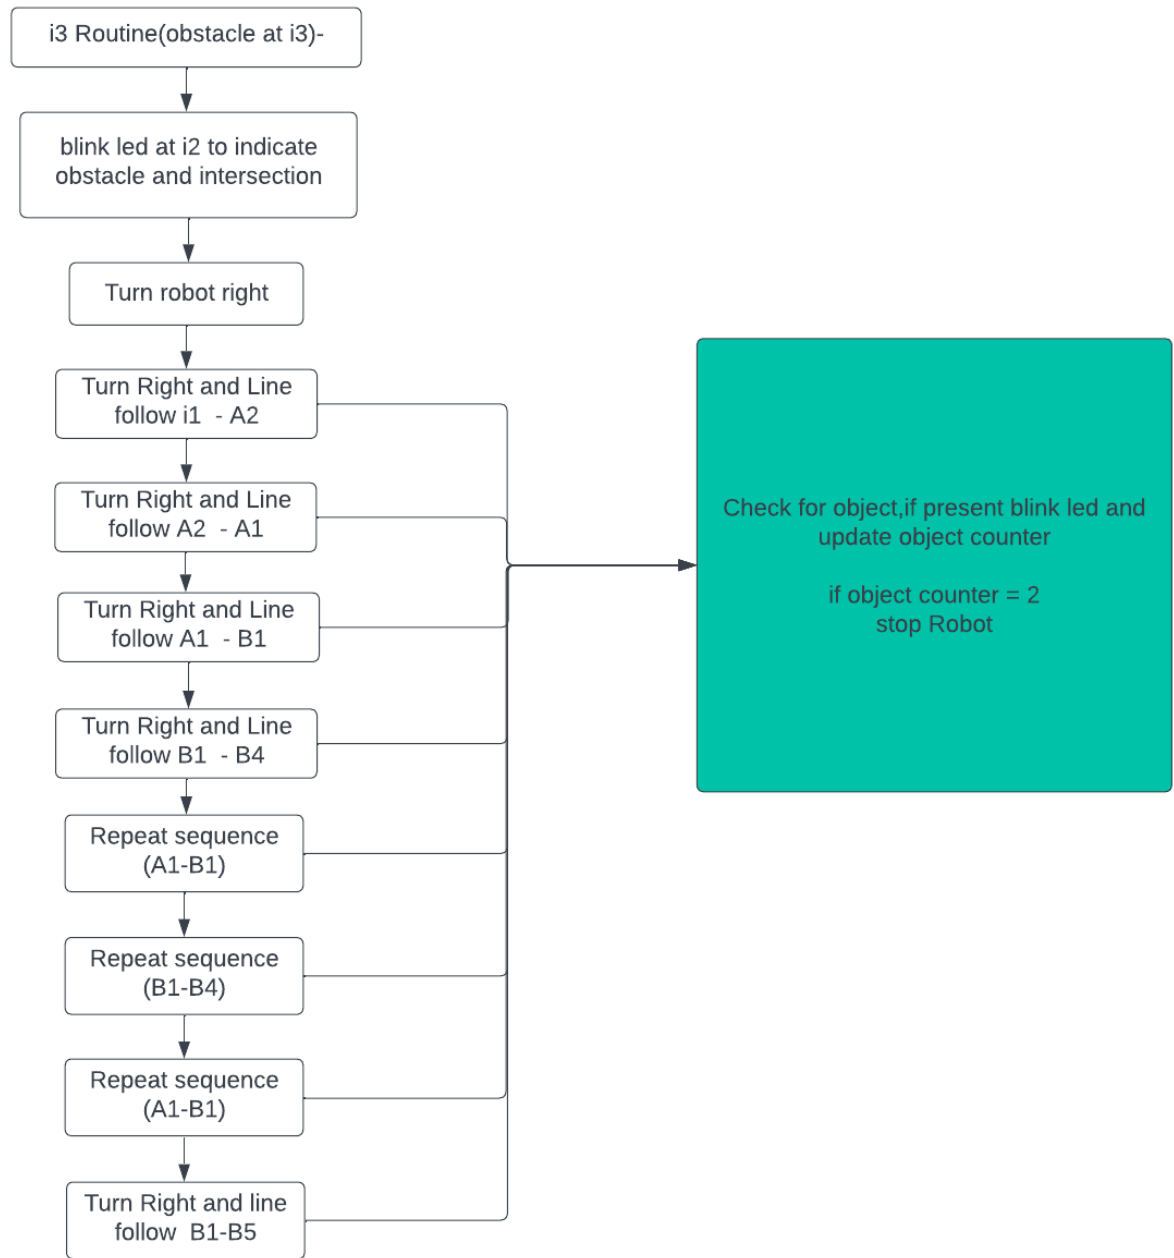 i3 Routine(obstacle at i3)-
blink led at i2 to indicate
obstacle and intersection
Turn robot right
Turn Right and Line
follow i1 - A2
Turn Right and Line
follow A2 - A1
Turn Right and Line
follow A1 - B1
Turn Right and Line
follow B1 - B4
Repeat sequence
(A1-B1)
Repeat sequence
(B1-B4)
Repeat sequence
(A1-B1)
Turn Right and line
follow B1-B5
Check for object,if present blink led and
update object counter
if object counter = 2
stop Robot